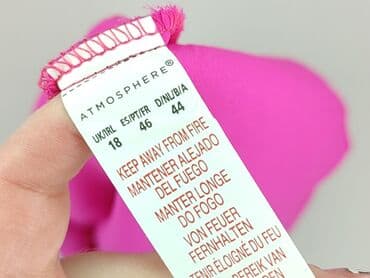 ATMOSPHERE®
UK/IRL ES/PT/FR D/NL/B/A
18 46 44
KEEP AWAY FROM FIRE
MANTENER ALEJADO
DEL FUEGO
MANTER LONGE
DO FOGO
VON FEUER
FERNHALTEN
TENIR ÉLOIGNÉ DU FEU
VAN